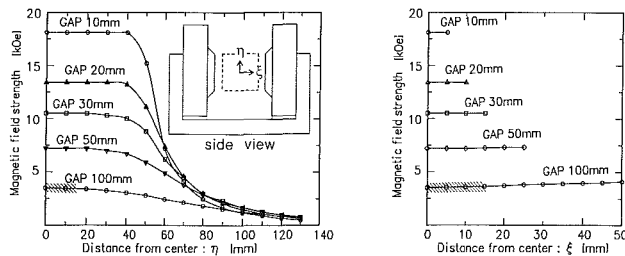 Magnetic field strength [kOe]
20
15
10
5
0
GAP 10mm
GAP 20mm
GAP 30mm
GAP 50mm
GAP 100mm
η
ξ
side view
0 20 40 60 80 100 120 140
Distance from center : η [mm]
Magnetic field strength [kOe]
20
15
10
5
0
GAP 10mm
GAP 20mm
GAP 30mm
GAP 50mm
GAP 100mm
0 10 20 30 40 50
Distance from center : ξ [mm]